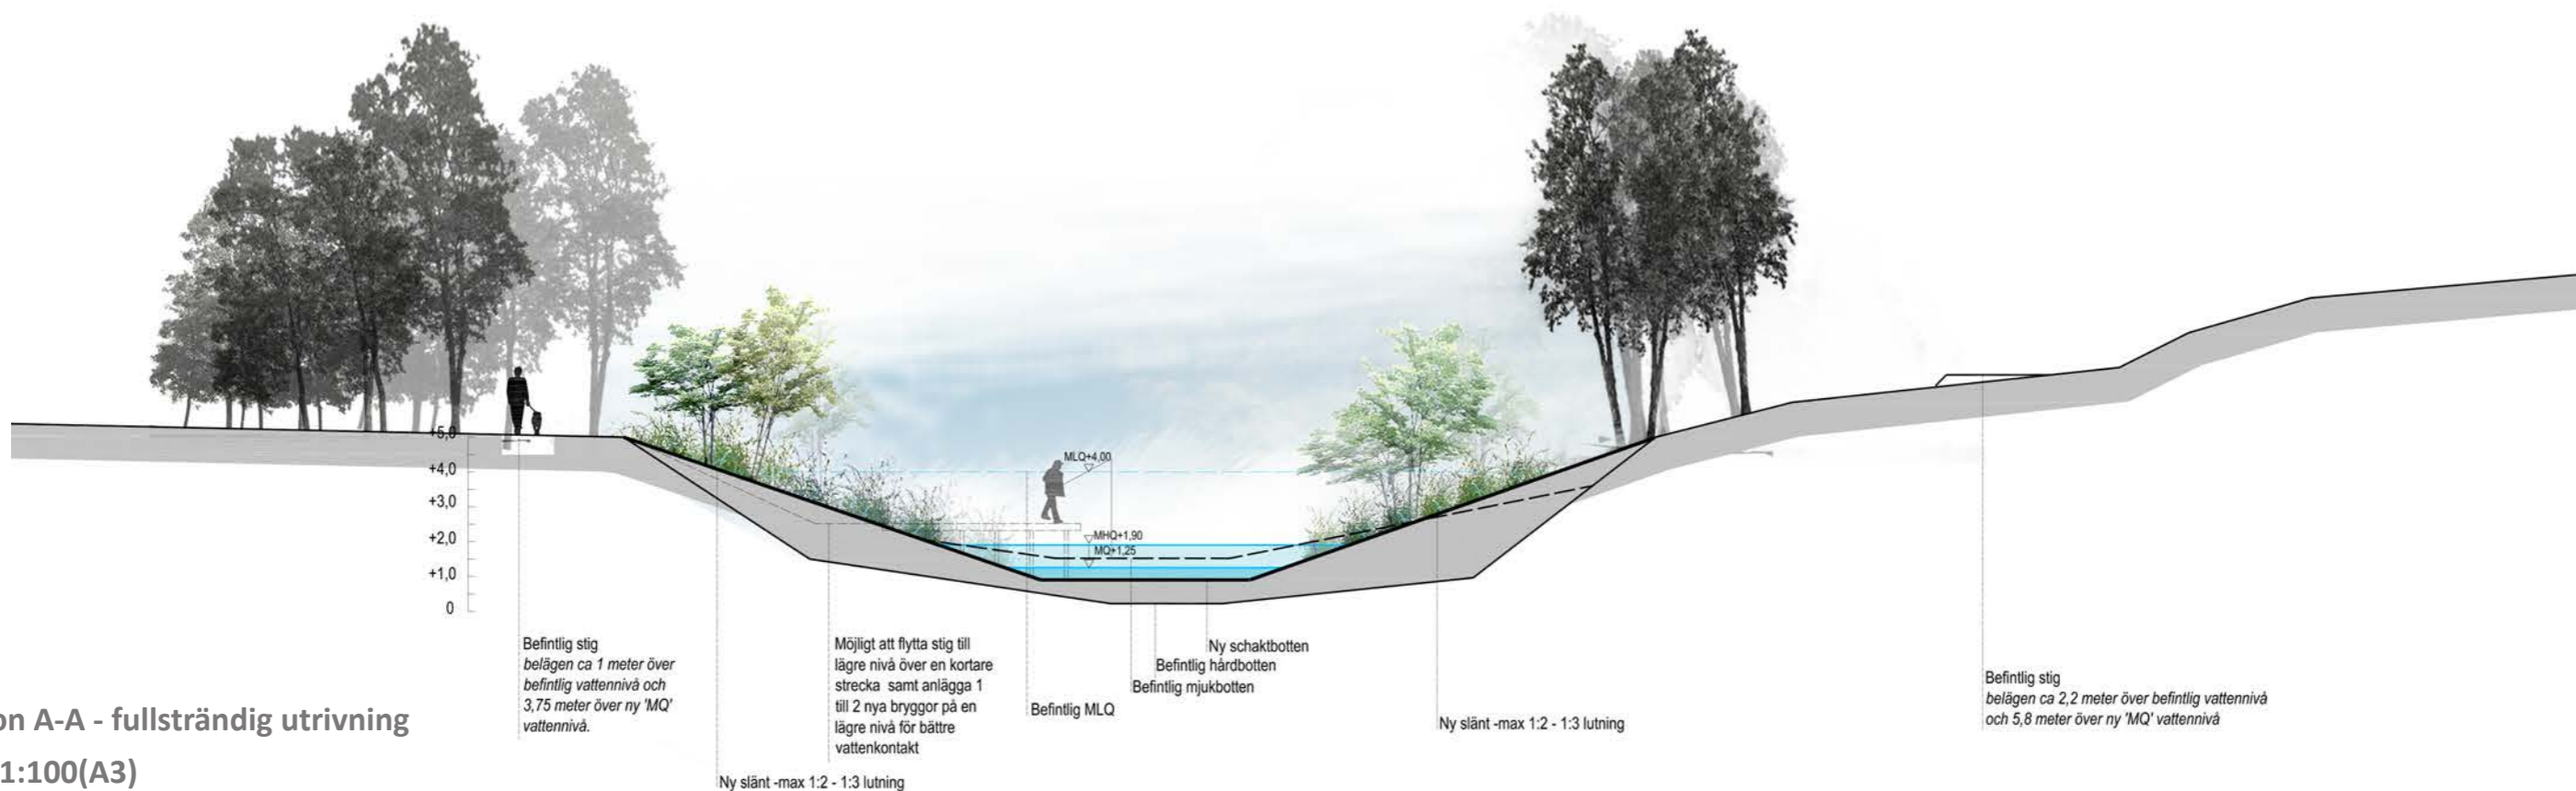 +5,0
+4,0
+3,0
+2,0
+1,0
0
MLQ+4,00
MHQ+1,90
MQ+1,25
Befintlig stig
belägen ca 1 meter över
befintlig vattennivå och
3,75 meter över ny 'MQ'
vattennivå.
Ny slänt -max 1:2 - 1:3 lutning
Möjligt att flytta stig till
lägre nivå över en kortare
strecka samt anlägga 1
till 2 nya bryggor på en
lägre nivå för bättre
vattenkontakt
Befintlig MLQ
Befintlig mjukbotten
Befintlig hårdbotten
Ny schaktbotten
Ny slänt -max 1:2 - 1:3 lutning
Befintlig stig
belägen ca 2,2 meter över befintlig vattennivå
och 5,8 meter över ny 'MQ' vattennivå
on A-A - fullsträndig utrivning
1:100(A3)